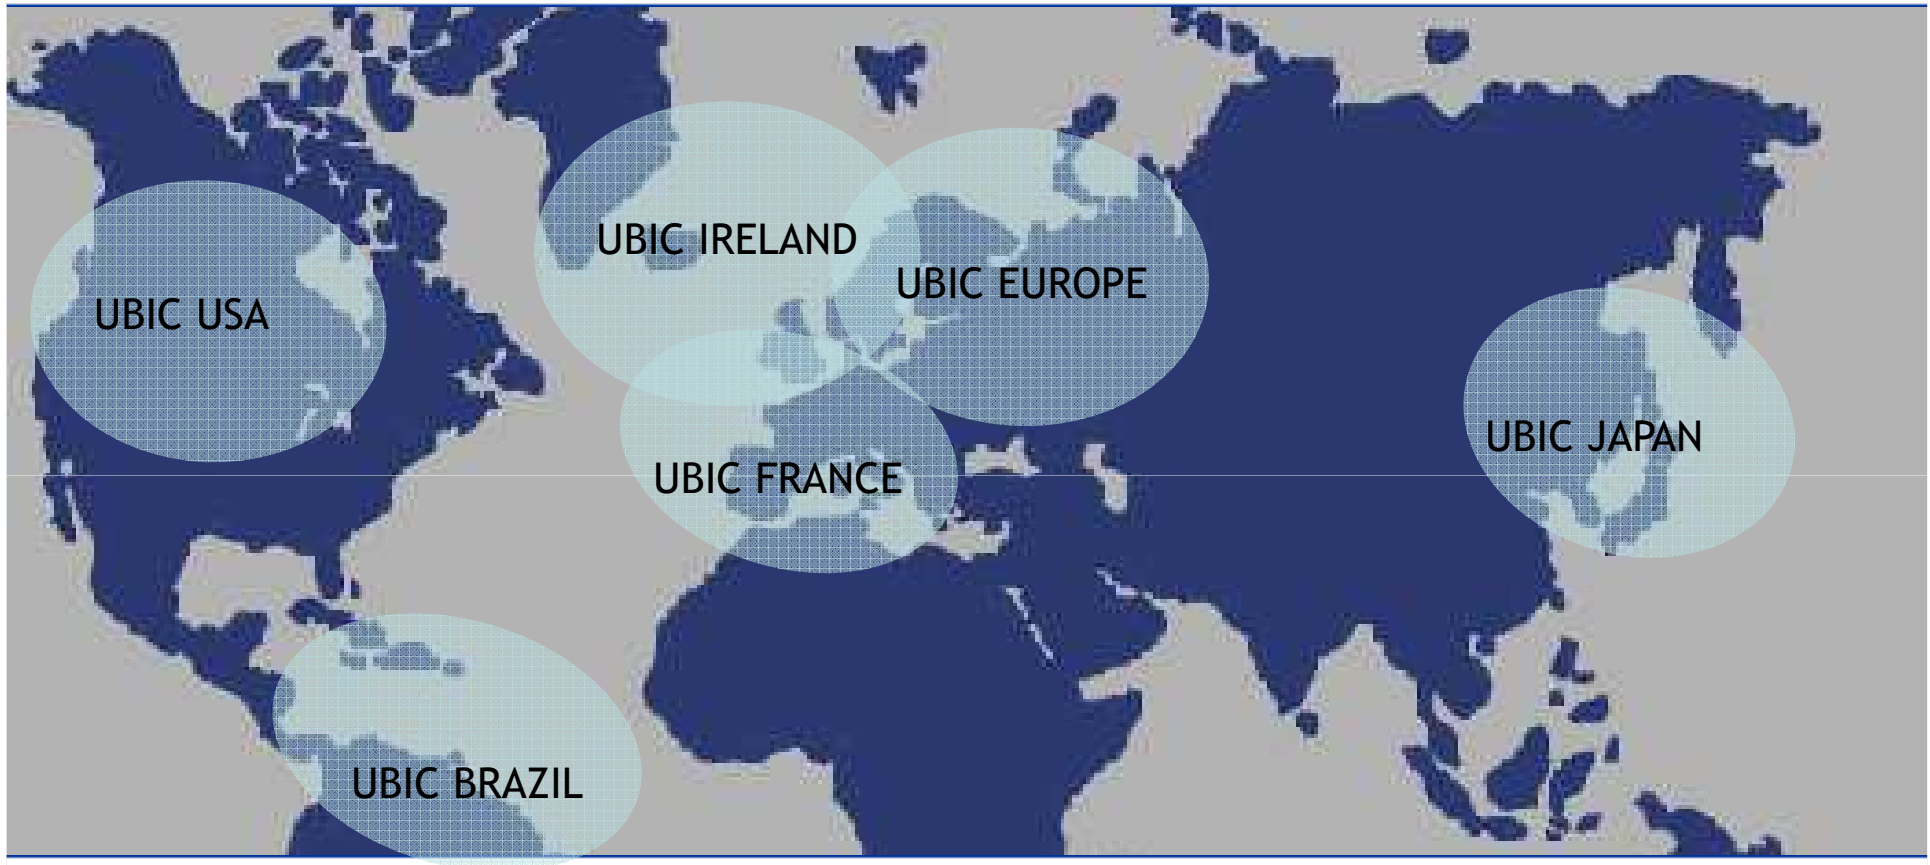 UBIC IRELAND
UBIC EUROPE
UBIC USA
UBIC JAPAN
UBIC FRANCE
UBIC BRAZIL